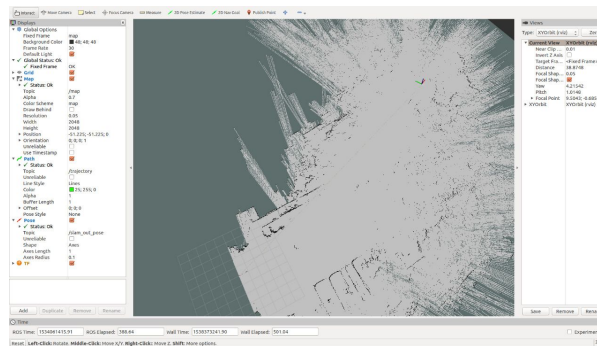 Interact Move Camera Select Focus Camera Measure 2D Pose Estimate 2D Nav Goal Publish Point
Displays
Global Options
Fixed Frame map
Background Color 48; 48; 48
Frame Rate 30
Default Light
Global Status: Ok
Fixed Frame OK
Grid
Map
Status: Ok
Topic /map
Alpha 0.7
Color Scheme map
Draw Behind
Resolution 0.05
Width 2048
Height 2048
Position -51.225; -51.225; 0
Orientation 0; 0; 0; 1
Unreliable
Use Timestamp
Path
Status: Ok
Topic /trajectory
Unreliable
Line Style Lines
Color 25; 255; 0
Alpha 1
Buffer Length 1
Offset 0; 0; 0
Pose Style None
Pose
Status: Ok
Topic /slam_out_pose
Unreliable
Shape Axes
Axes Length 1
Axes Radius 0.1
TF
Add Duplicate Remove Rename
Views
Type: XYOrbit (rviz) Zer
Current View XYOrbit (rviz)
Near Clip ... 0.01
Invert Z Axis
Target Fra... <Fixed Frame>
Distance 38.8748
Focal Shap... 0.05
Focal Shap...
Yaw 4.21542
Pitch 1.0148
Focal Point
XYOrbit XYOrbit (rviz)
Save Remove Rena
Time
ROS Time: 1534061415.91 ROS Elapsed: 388.64 Wall Time: 1538373241.90 Wall Elapsed: 501.04 Experimen
Reset Left-Click: Rotate. Middle-Click: Move X/Y. Right-Click: Move Z. Shift: More options.